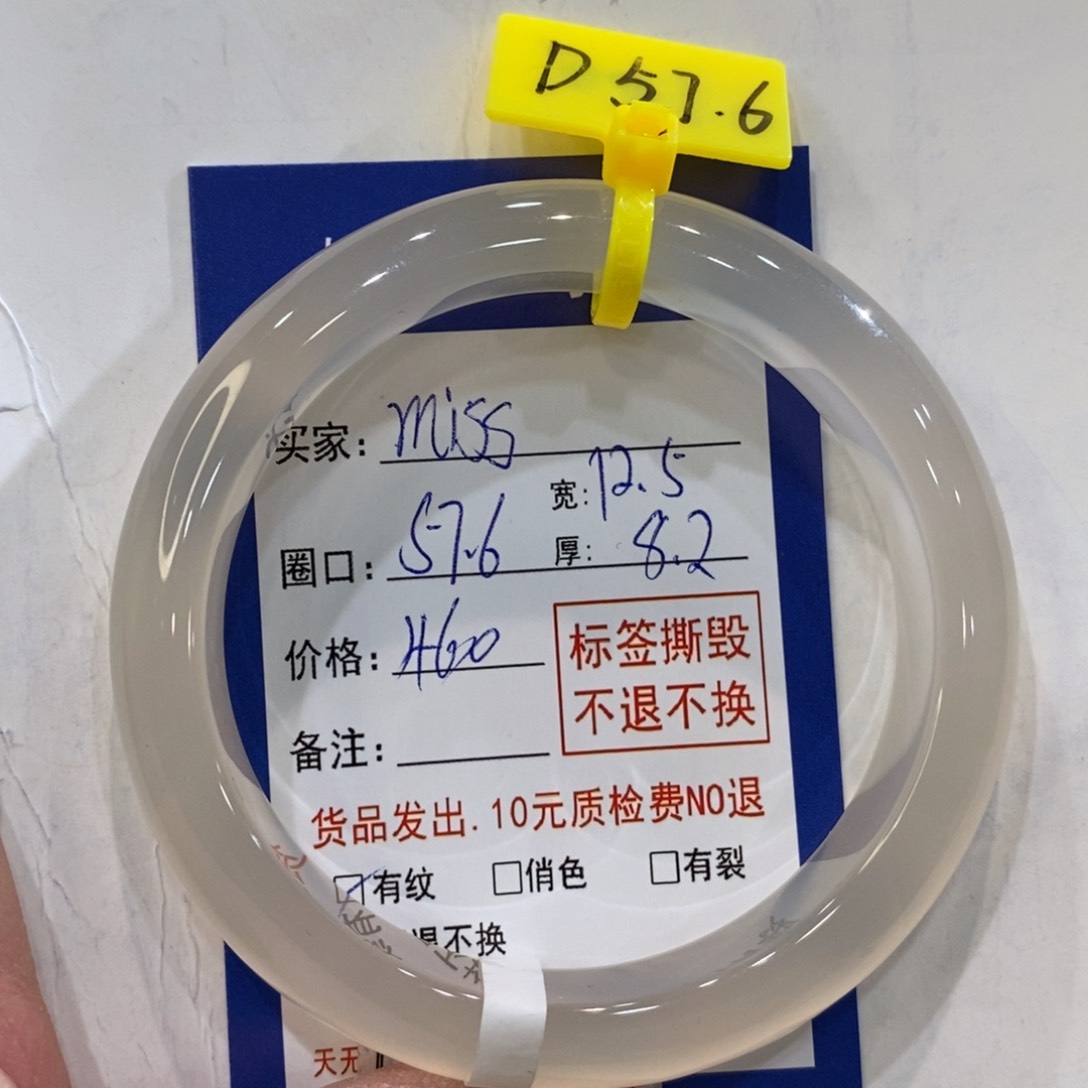 D 57.6
买家: miss
宽: 12.5
圈口: 57.6 厚: 8.2
价格: 460
标签撕毁
不退不换
备注:
货品发出.10元质检费NO退
有纹 俏色 有裂
退不换
天无